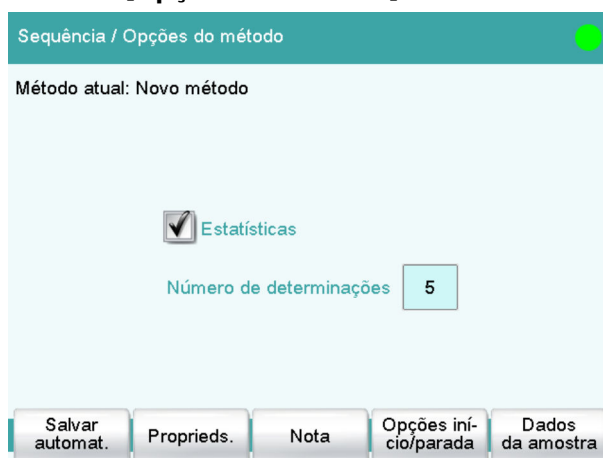 Sequência / Opções do método
Método atual: Novo método
Estatísticas
Número de determinações 5
Salvar
automat.
Proprieds.
Nota
Opções iní-
cio/parada
Dados
da amostra